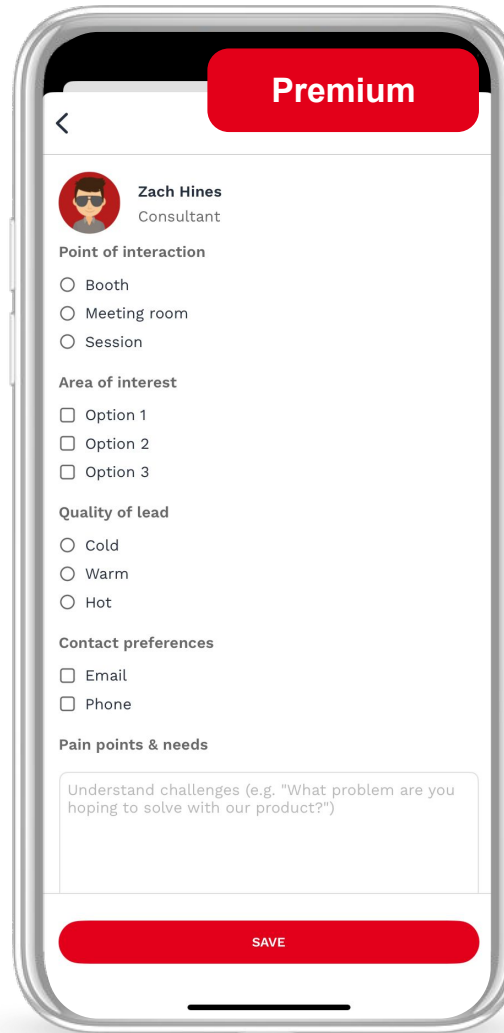 Premium
Zach Hines
Consultant
Point of interaction
Booth
Meeting room
Session
Area of interest
Option 1
Option 2
Option 3
Quality of lead
Cold
Warm
Hot
Contact preferences
Email
Phone
Pain points & needs
Understand challenges (e.g. "What problem are you
hoping to solve with our product?")
SAVE